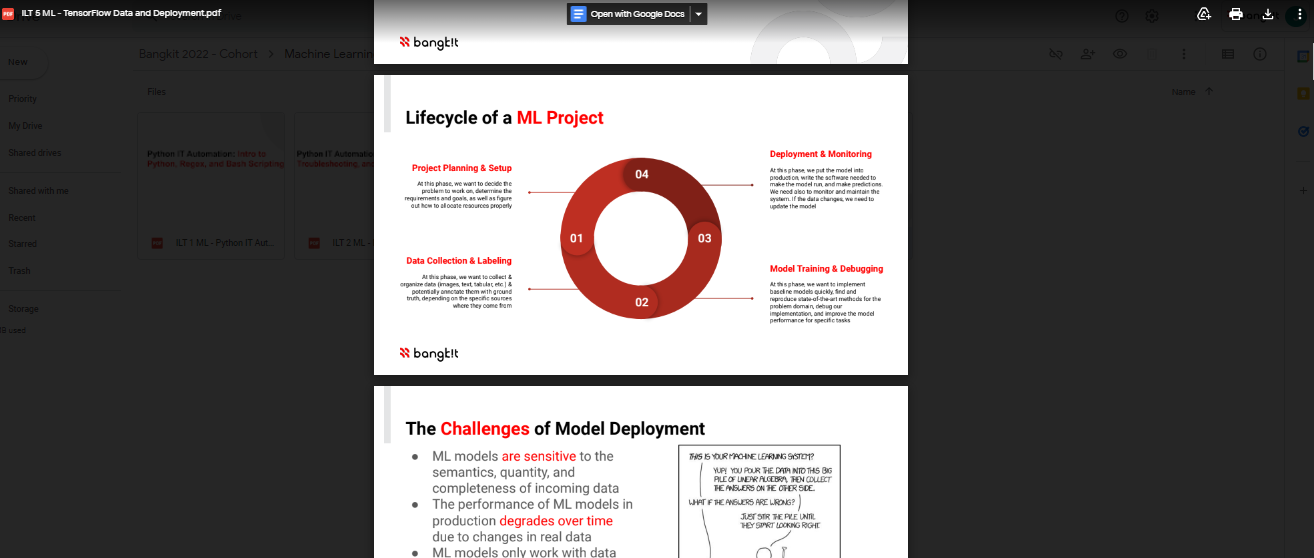 ILT 5 ML - TensorFlow Data and Deployment.pdf
Open with Google Docs
Bangkit 2022 - Cohort > Machine Learnin
New
Priority
My Drive
Shared drives
Shared with me
Recent
Starred
Trash
Storage
used
Files
Name
Python IT Automation: Intro to
Python, Regex, and Bash Scripting
Python IT Automatio
Troubleshooting, an
ILT 1 ML - Python IT Aut...
ILT 2 ML -
bangk!t
Lifecycle of a ML Project
Project Planning & Setup
At this phase, we want to decide the
problem to work on, determine the
requirements and goals, as well as figure
out how to allocate resources properly
Data Collection & Labeling
At this phase, we want to collect &
organize data (images, text, tabular, etc.) &
potentially annotate them with ground
truth, depending on the specific sources
where they come from
04
01
03
02
Deployment & Monitoring
At this phase, we put the model into
production, write the software needed to
make the model run, and make predictions.
We need also to monitor and maintain the
system. If the data changes, we need to
update the model
Model Training & Debugging
At this phase, we want to implement
baseline models quickly, find and
reproduce state-of-the-art methods for the
problem domain, debug our
implementation, and improve the model
performance for specific tasks
bangk!t
The Challenges of Model Deployment
● ML models are sensitive to the
semantics, quantity, and
completeness of incoming data
● The performance of ML models in
production degrades over time
due to changes in real data
● ML models only work with data
THIS IS YOUR MACHINE LEARNING SYSTEM?
YUP! YOU POUR THE DATA INTO THIS BIG
PILE OF LINEAR ALGEBRA, THEN COLLECT
THE ANSWERS ON THE OTHER SIDE.
WHAT IF THE ANSWERS ARE WRONG?
JUST STIR THE PILE UNTIL
THEY START LOOKING RIGHT.